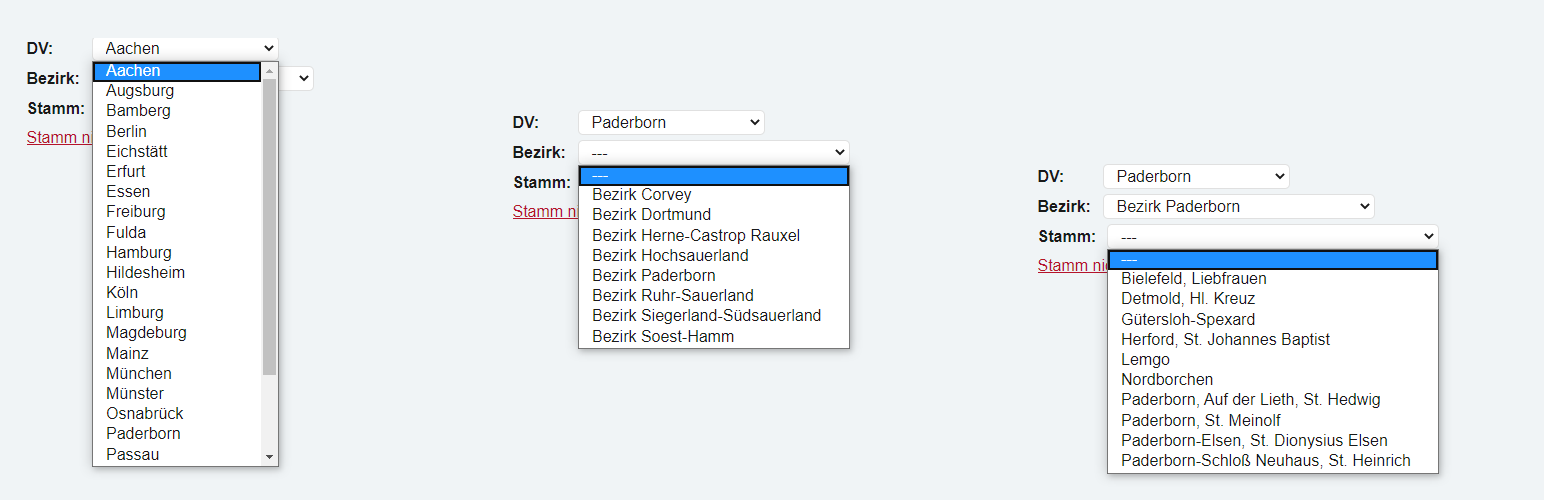 DV: Aachen
Aachen
Bezirk:
Augsburg
Bamberg
Stamm:
Berlin
Stamm ni
Eichstätt
Erfurt
Essen
Freiburg
Fulda
Hamburg
Hildesheim
Köln
Limburg
Magdeburg
Mainz
München
Münster
Osnabrück
Paderborn
Passau
DV: Paderborn
Bezirk: ---
---
Stamm:
Bezirk Corvey
Stamm n
Bezirk Dortmund
Bezirk Herne-Castrop Rauxel
Bezirk Hochsauerland
Bezirk Paderborn
Bezirk Ruhr-Sauerland
Bezirk Siegerland-Südsauerland
Bezirk Soest-Hamm
DV: Paderborn
Bezirk: Bezirk Paderborn
Stamm: ---
---
Stamm nic
Bielefeld, Liebfrauen
Detmold, Hl. Kreuz
Gütersloh-Spexard
Herford, St. Johannes Baptist
Lemgo
Nordborchen
Paderborn, Auf der Lieth, St. Hedwig
Paderborn, St. Meinolf
Paderborn-Elsen, St. Dionysius Elsen
Paderborn-Schloß Neuhaus, St. Heinrich